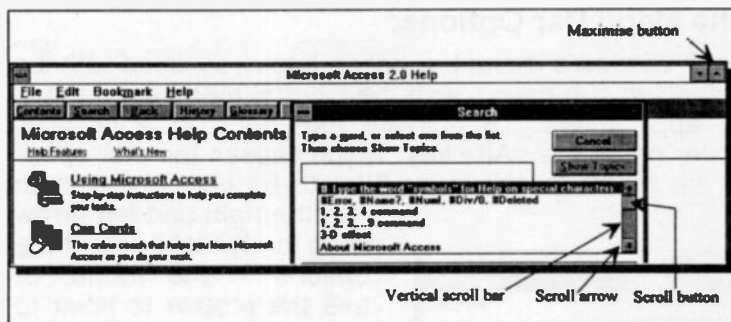 the Menu Bar Options:
Maximise button
Microsoft Access 2.0 Help
File Edit Bookmark Help
Contents Search Back History Glossary
Search
Microsoft Access Help Contents
Help Features What's New
Type a word, or select one from the list.
Then choose Show Topics.
Cancel
Show Topics
Using Microsoft Access
Step-by-step instructions to help you complete
your tasks.
Cue Cards
The online coach that helps you learn Microsoft
Access as you do your work.
Type the word "symbols" for Help on special characters
#Error, #Name?, #Num!, #Div/0, #Deleted
1, 2, 3, 4 command
1, 2, 3,...9 command
3-D effect
About Microsoft Access
Vertical scroll bar
Scroll arrow
Scroll button